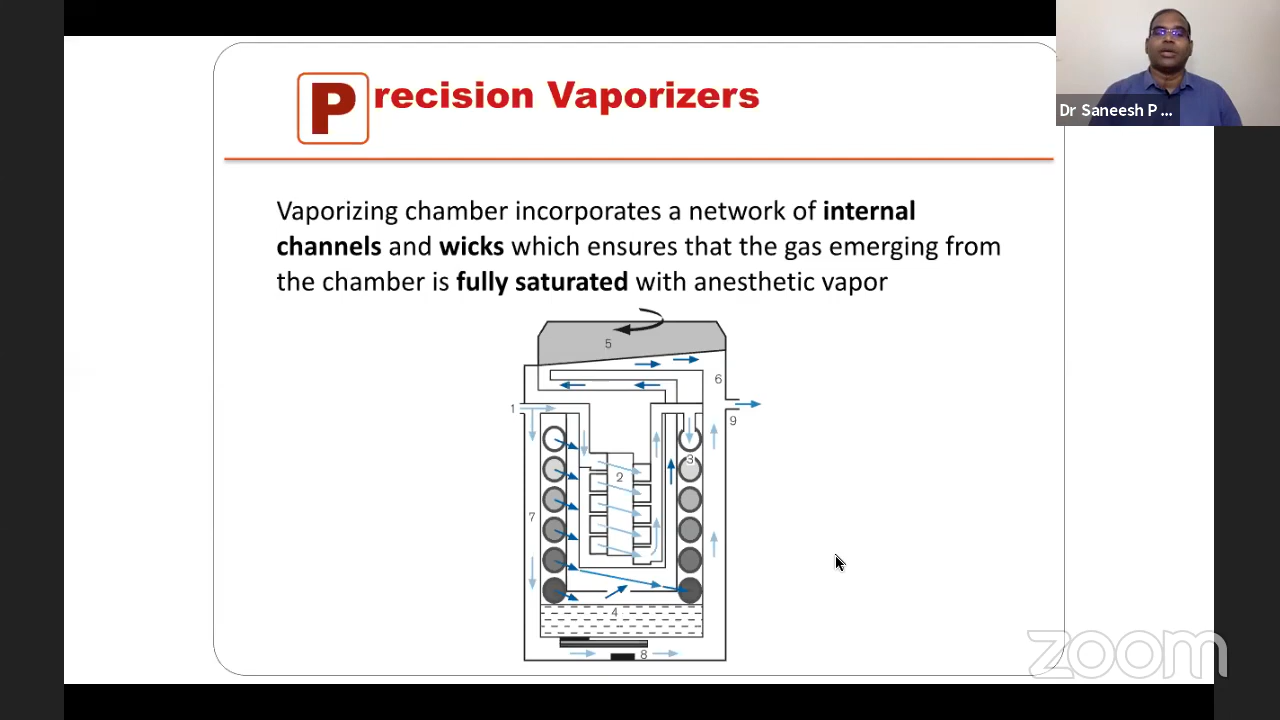 Precision Vaporizers
Dr Saneesh P ...
Vaporizing chamber incorporates a network of internal
channels and wicks which ensures that the gas emerging from
the chamber is fully saturated with anesthetic vapor
5
6
1
9
3
2
7
4
8
zoom